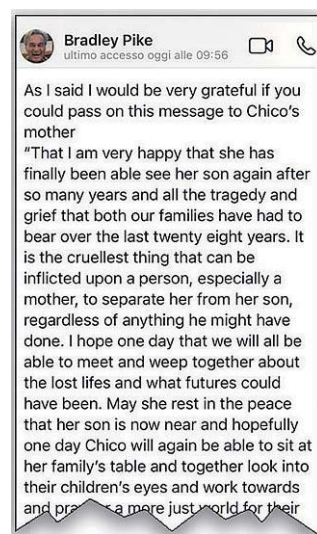 Bradley Pike
ultimo accesso oggi alle 09:56
As I said I would be very grateful if you
could pass on this message to Chico's
mother
"That I am very happy that she has
finally been able see her son again after
so many years and all the tragedy and
grief that both our families have had to
bear over the last twenty eight years. It
is the cruellest thing that can be
inflicted upon a person, especially a
mother, to separate her from her son,
regardless of anything he might have
done. I hope one day that we will all be
able to meet and weep together about
the lost lifes and what futures could
have been. May she rest in the peace
that her son is now near and hopefully
one day Chico will again be able to sit at
her family's table and together look into
their children's eyes and work towards
and a more just world for their